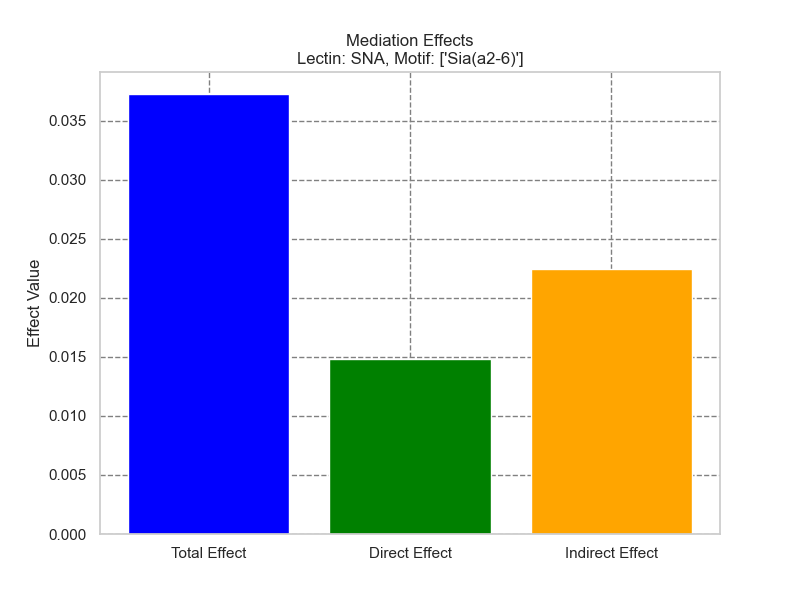 Mediation Effects
Lectin: SNA, Motif: ['Sia(a2-6)']
0.035
0.030
0.025
0.020
0.015
0.010
0.005
0.000
Effect Value
Total Effect
Direct Effect
Indirect Effect